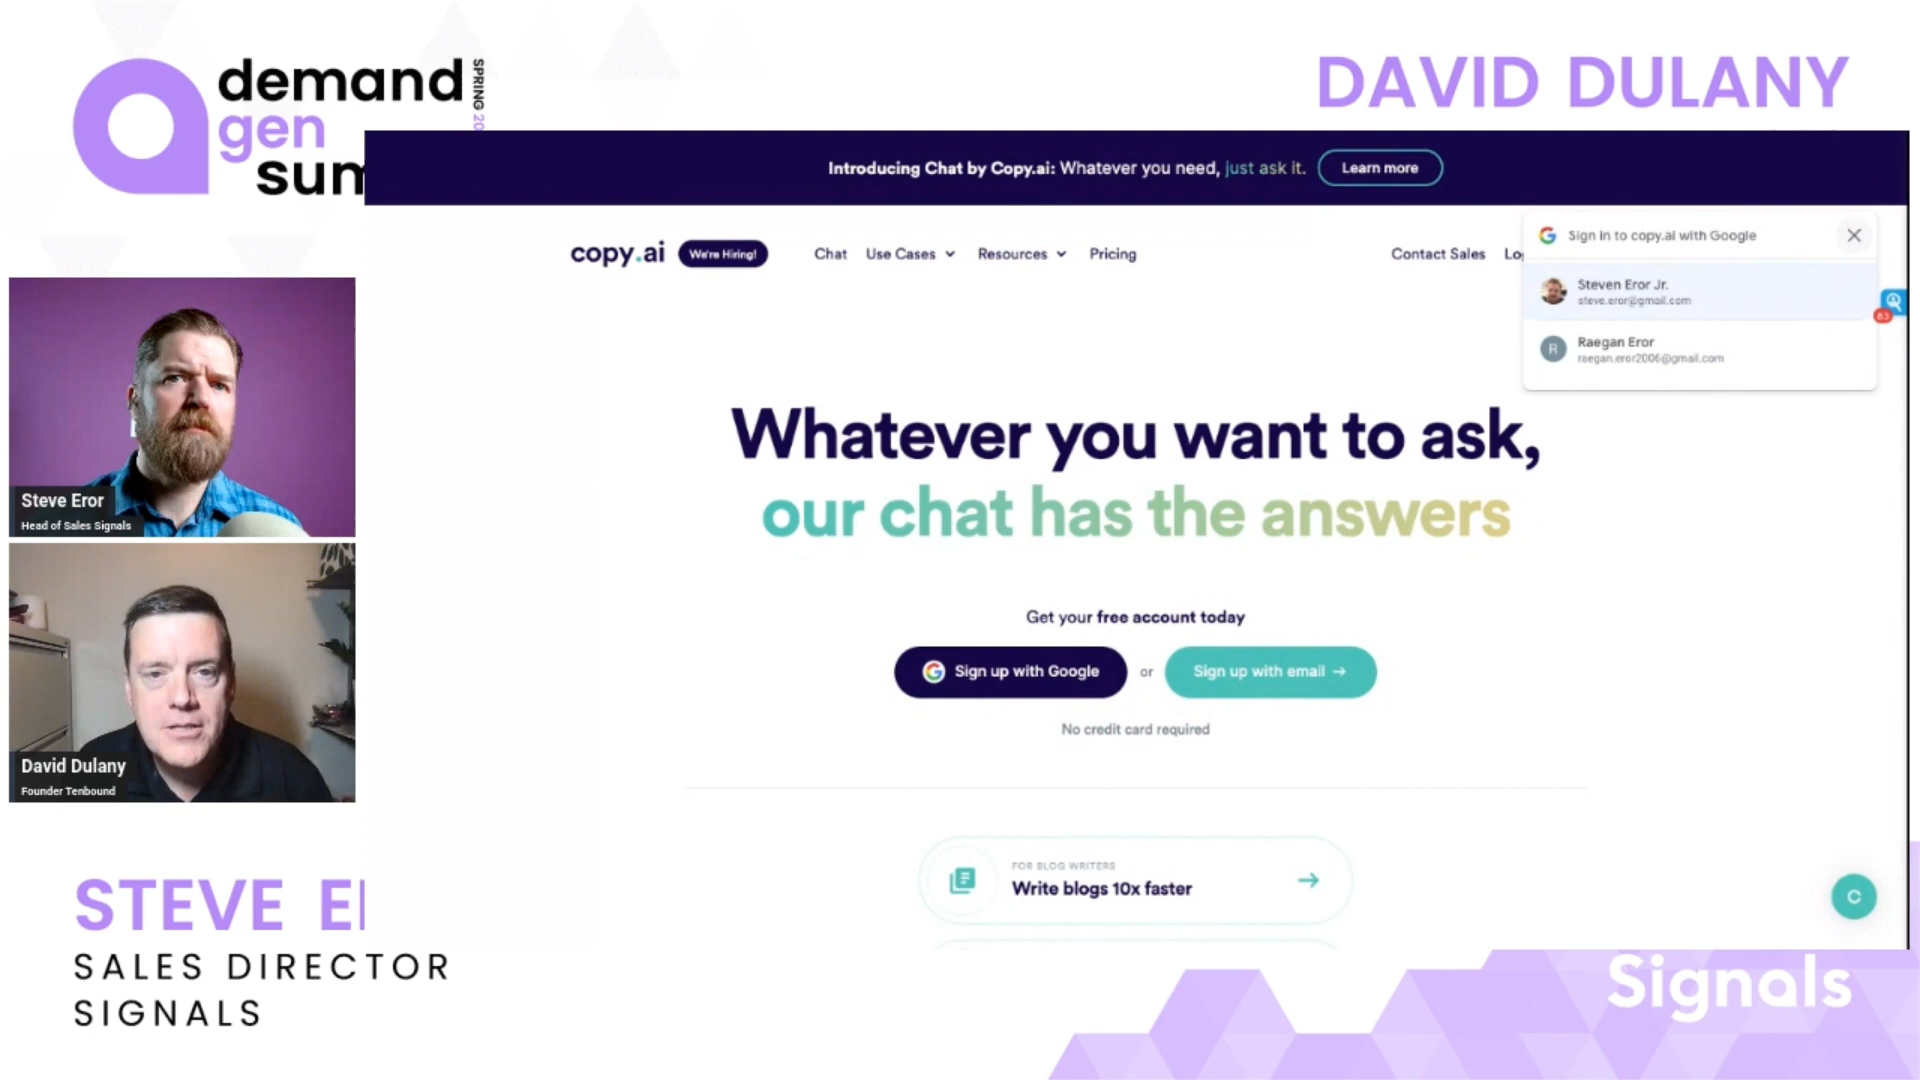 demand
gen
sum
SPRING 20
DAVID DULANY
Introducing Chat by Copy.ai: Whatever you need, just ask it.
Learn more
copy.ai
We're Hiring!
Chat
Use Cases
Resources
Pricing
Contact Sales
Lo
Sign in to copy.ai with Google
Steven Eror Jr.
steve.eror@gmail.com
R
Raegan Eror
raegan.eror2006@gmail.com
83
Whatever you want to ask,
our chat has the answers
Get your free account today
Sign up with Google
or
Sign up with email →
No credit card required
FOR BLOG WRITERS
Write blogs 10x faster
C
Steve Eror
Head of Sales Signals
David Dulany
Founder Tenbound
STEVE E
SALES DIRECTOR
SIGNALS
Signals